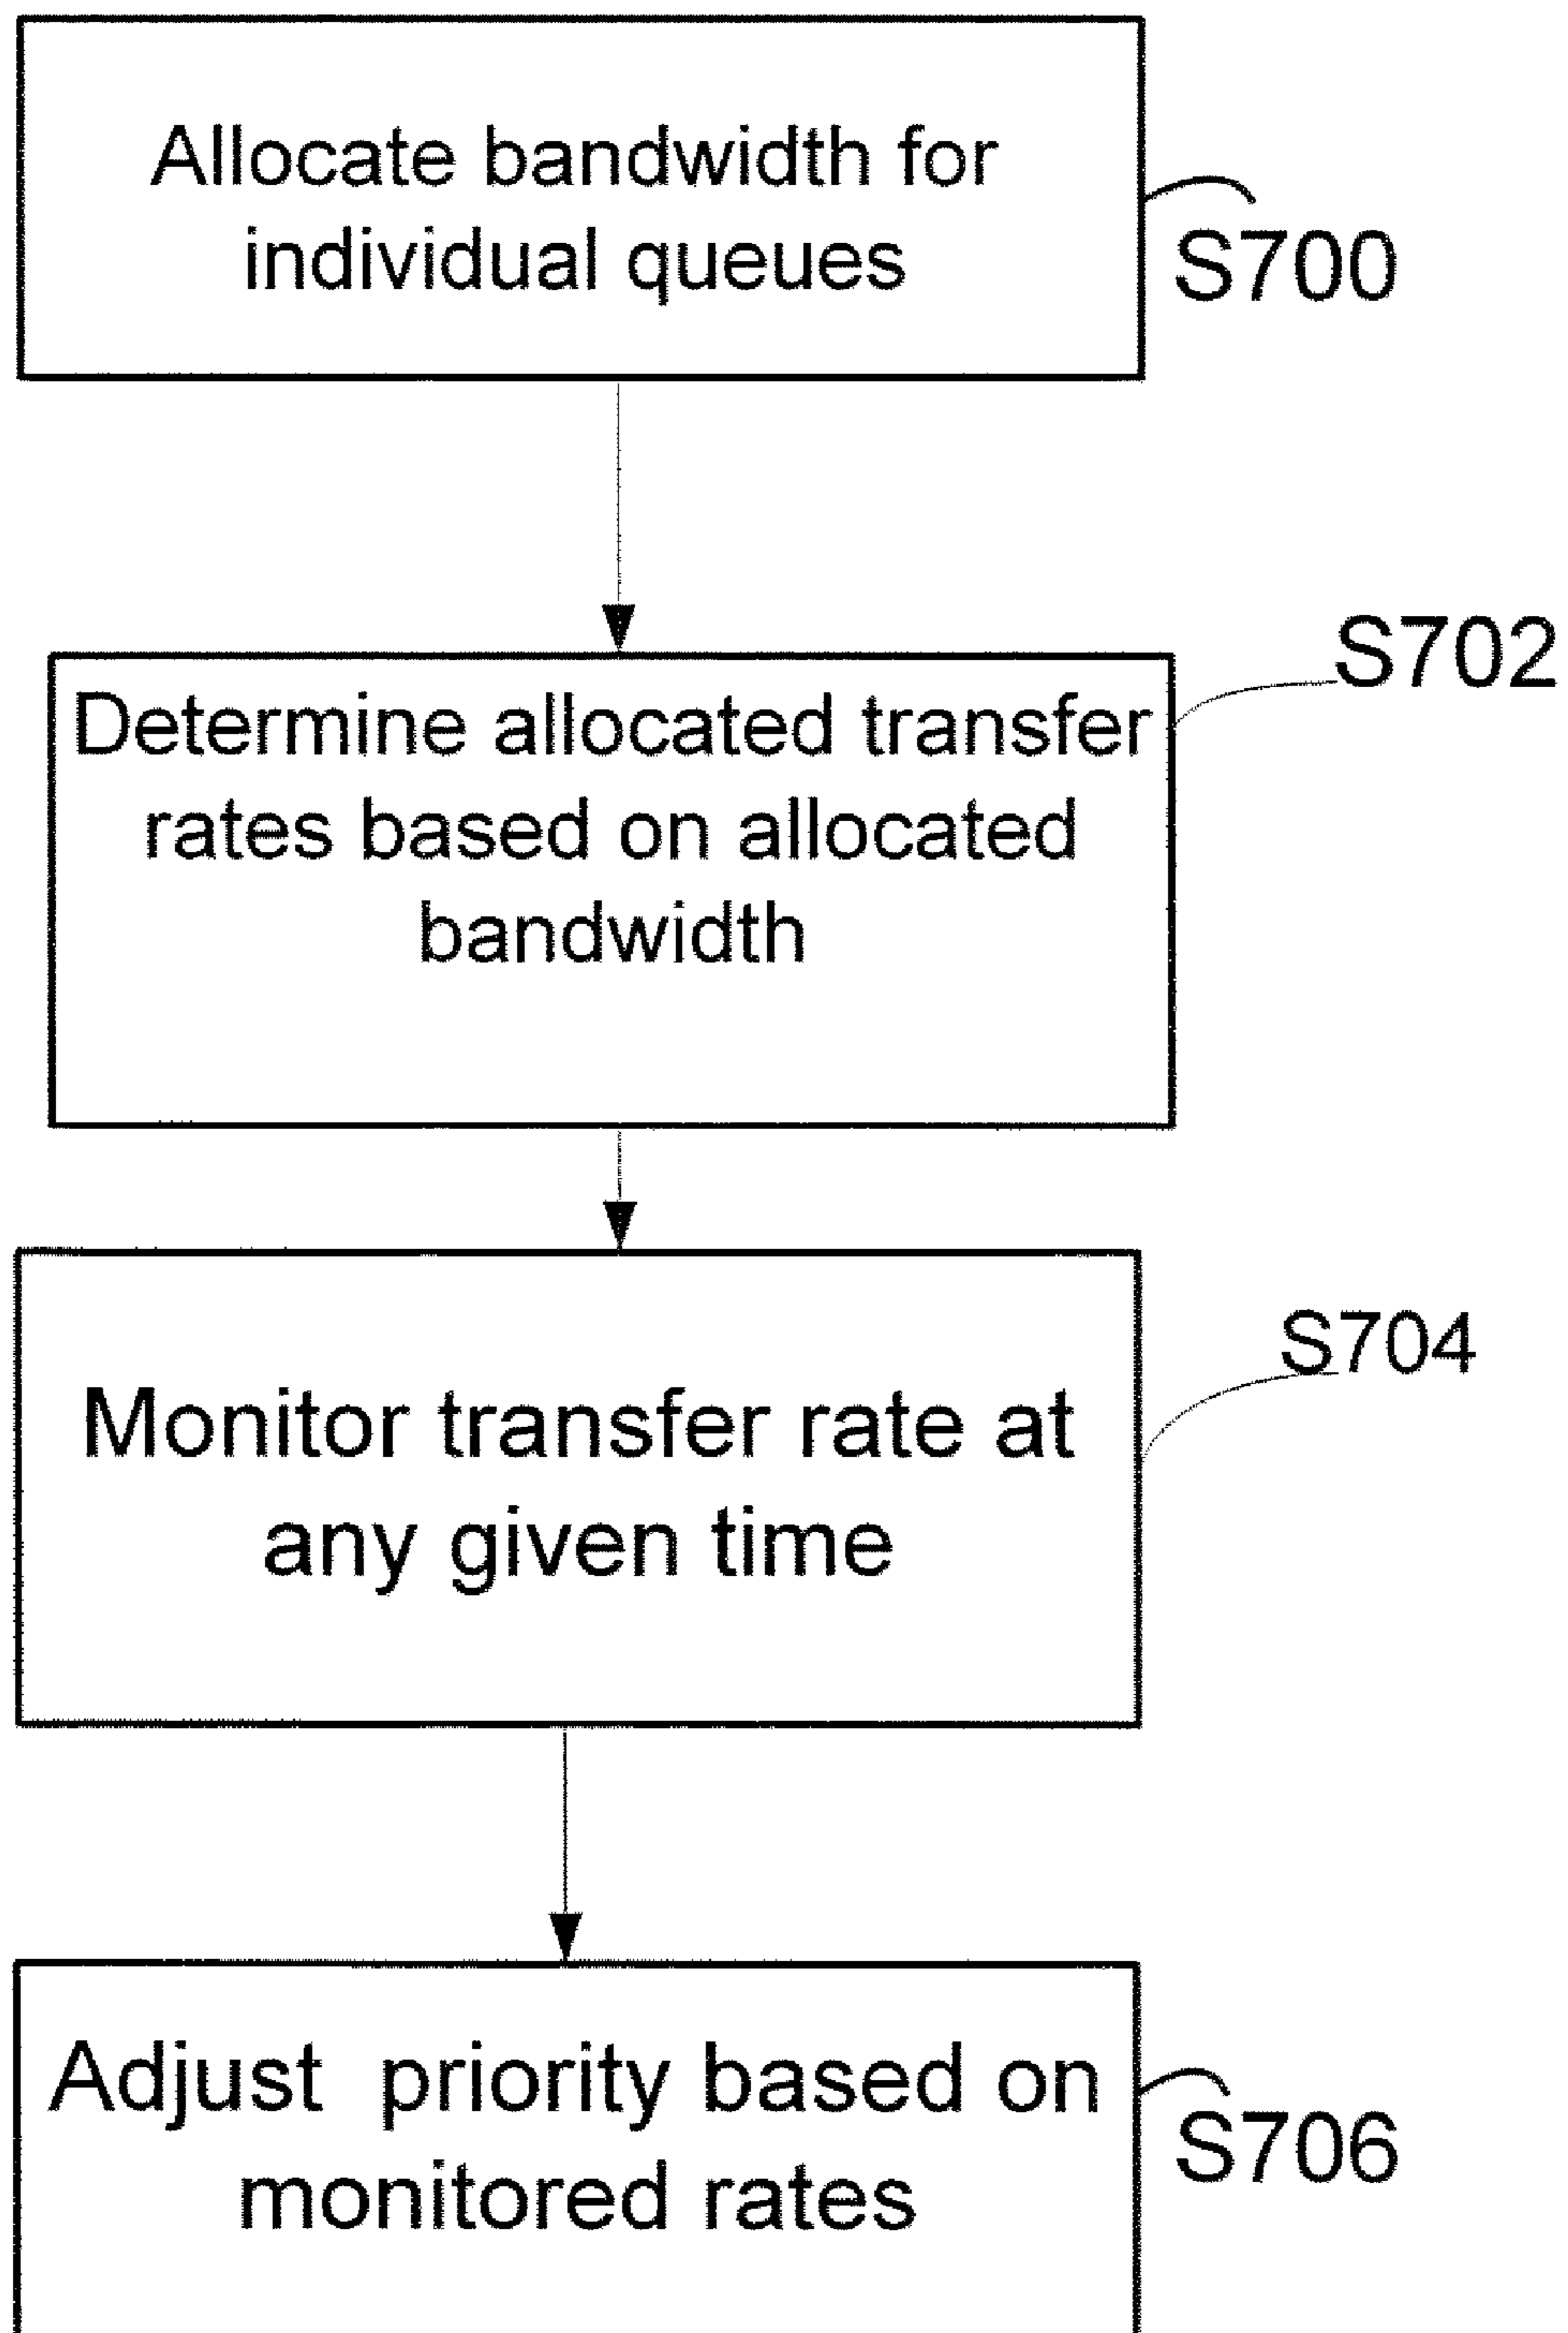 Allocate bandwidth for
individual queues
S700
S702
Determine allocated transfer
rates based on allocated
bandwidth
S704
Monitor transfer rate at
any given time
Adjust  priority based on
monitored rates
S706